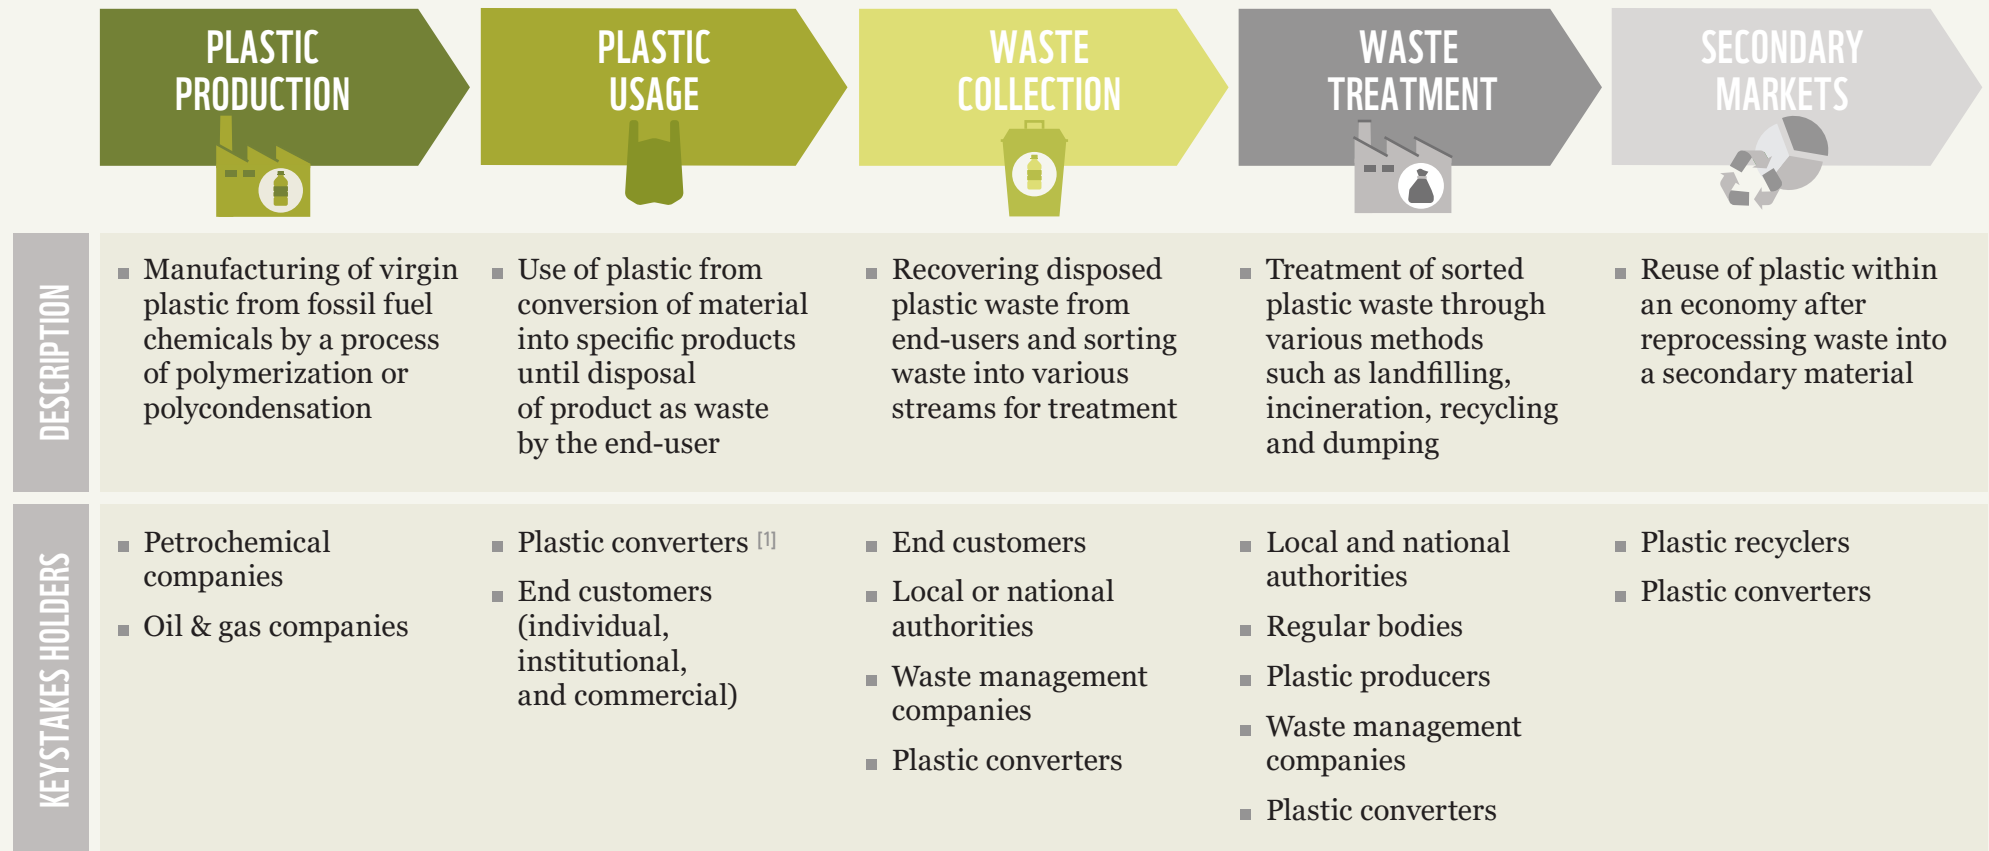 PLASTIC
PRODUCTION
PLASTIC
USAGE
WASTE
COLLECTION
WASTE
TREATMENT
SECONDARY
MARKETS
DESCRIPTION
Manufacturing of virgin
plastic from fossil fuel
chemicals by a process
of polymerization or
polycondensation
Use of plastic from
conversion of material
into specific products
until disposal
of product as waste
by the end-user
Recovering disposed
plastic waste from
end-users and sorting
waste into various
streams for treatment
Treatment of sorted
plastic waste through
various methods
such as landfilling,
incineration, recycling
and dumping
Reuse of plastic within
an economy after
reprocessing waste into
a secondary material
KEYSTAKES HOLDERS
Petrochemical
companies
Oil & gas companies
Plastic converters [1]
End customers
(individual,
institutional,
and commercial)
End customers
Local or national
authorities
Waste management
companies
Plastic converters
Local and national
authorities
Regular bodies
Plastic producers
Waste management
companies
Plastic converters
Plastic recyclers
Plastic converters